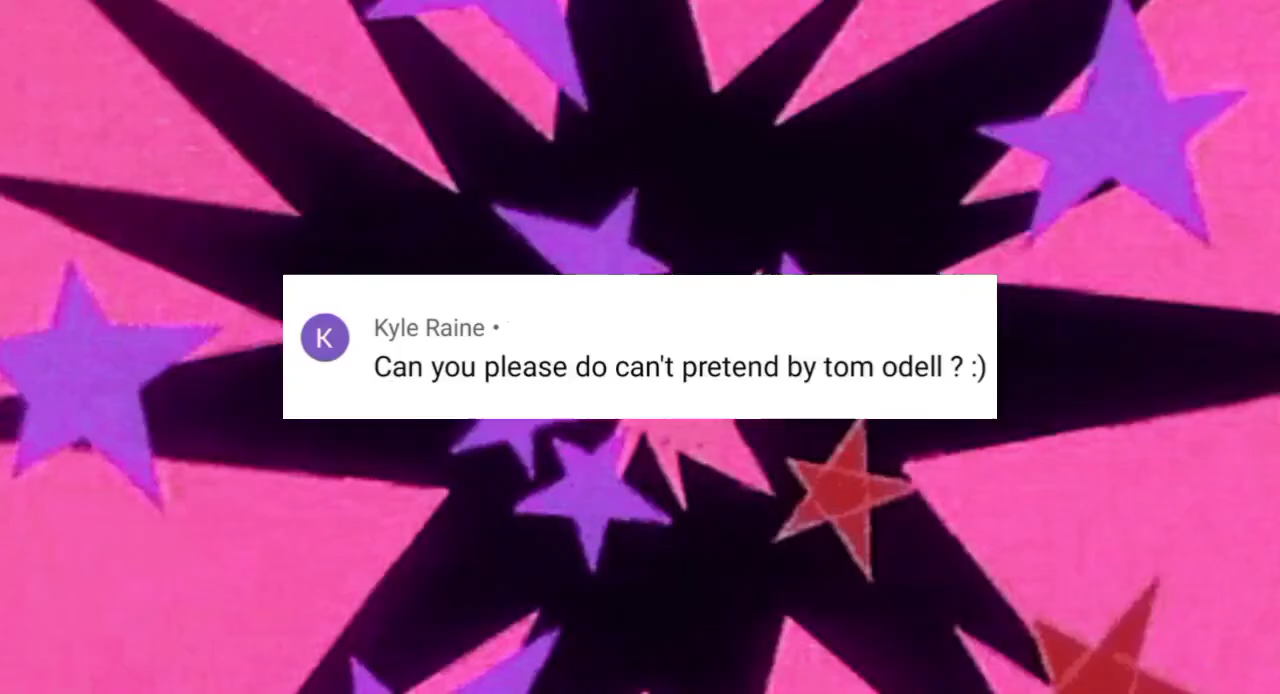 K
Kyle Raine •
Can you please do can't pretend by tom odell ? :)